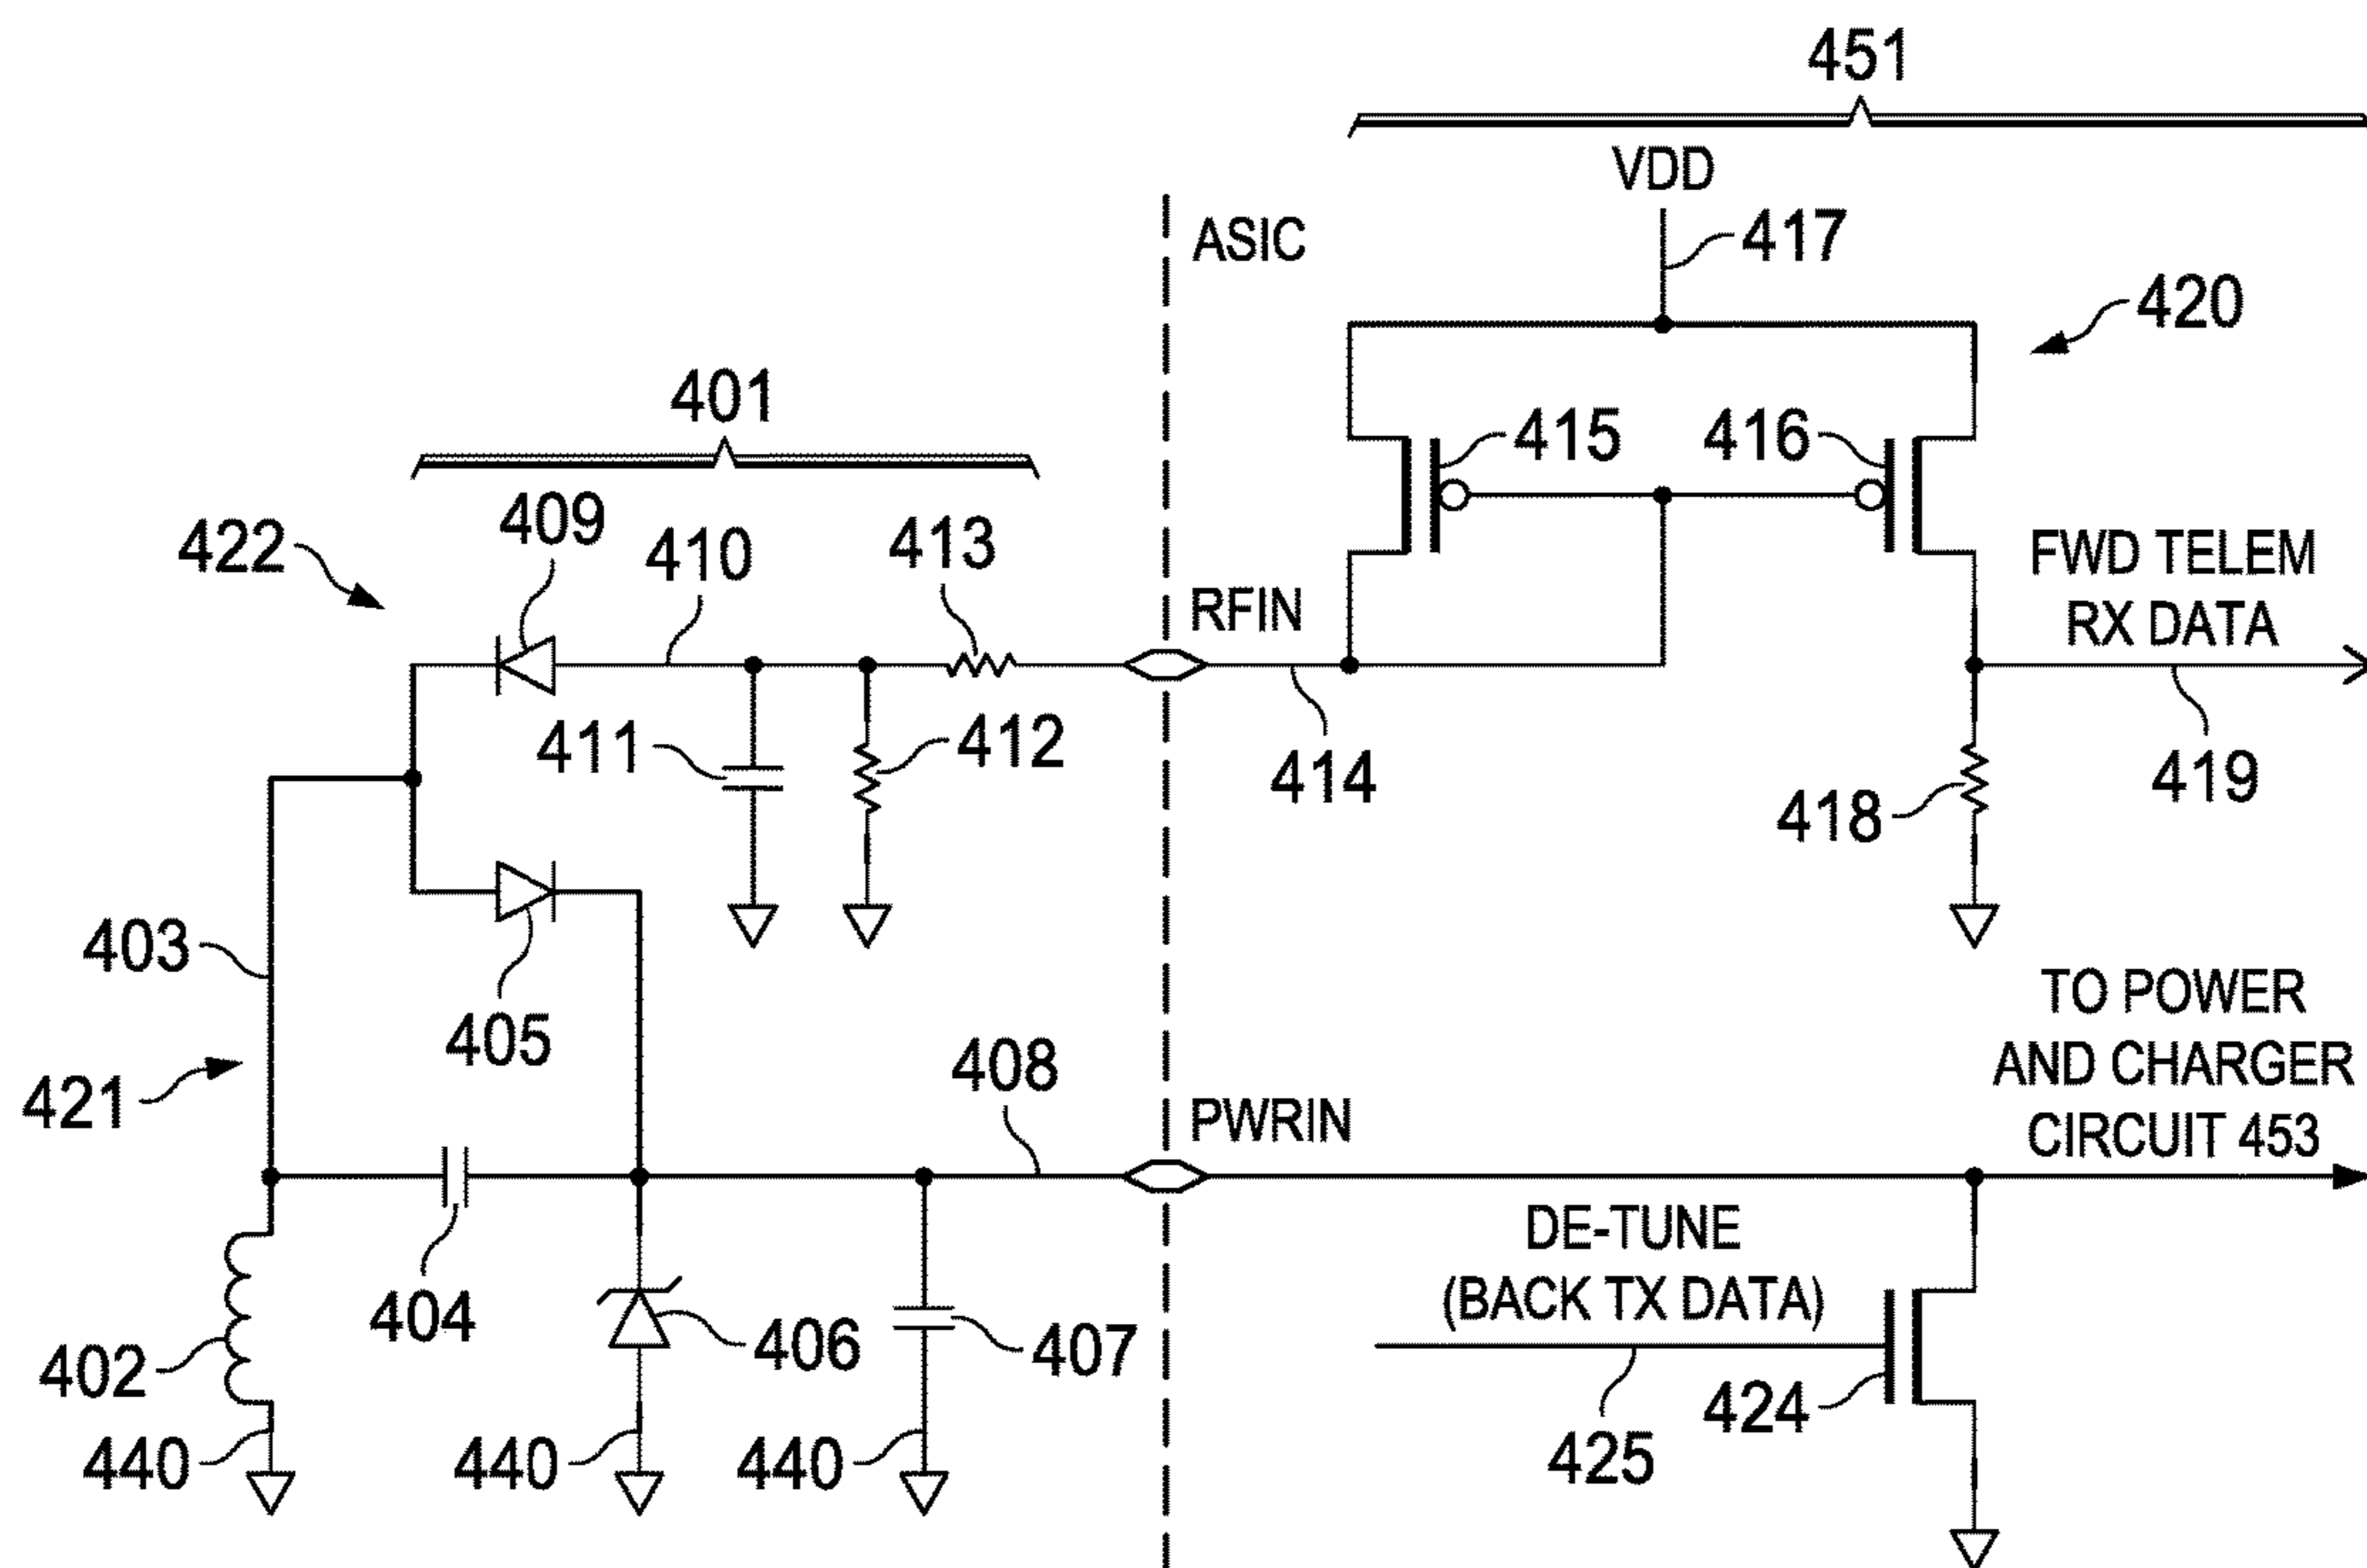 451
VDD
ASIC
417
420
401
415
416
409
422
410
413
FWD TELEM
RX DATA
RFIN
411
412
414
419
418
403
405
TO POWER
AND CHARGER
CIRCUIT 453
408
421
PWRIN
DE-TUNE
(BACK TX DATA)
404
402
406
407
424
440
440
440
425